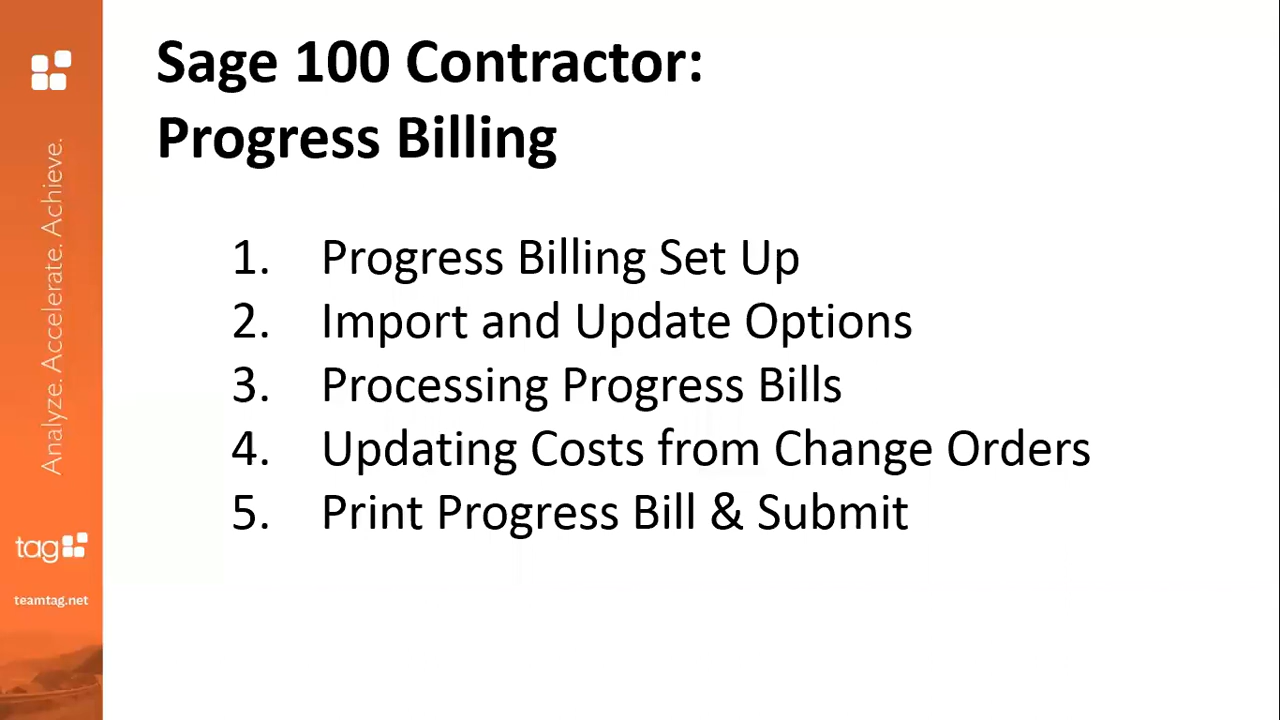 Sage 100 Contractor:
Progress Billing
1. Progress Billing Set Up
2. Import and Update Options
3. Processing Progress Bills
4. Updating Costs from Change Orders
5. Print Progress Bill & Submit
Analyze. Accelerate. Achieve.
tag
teamtag.net